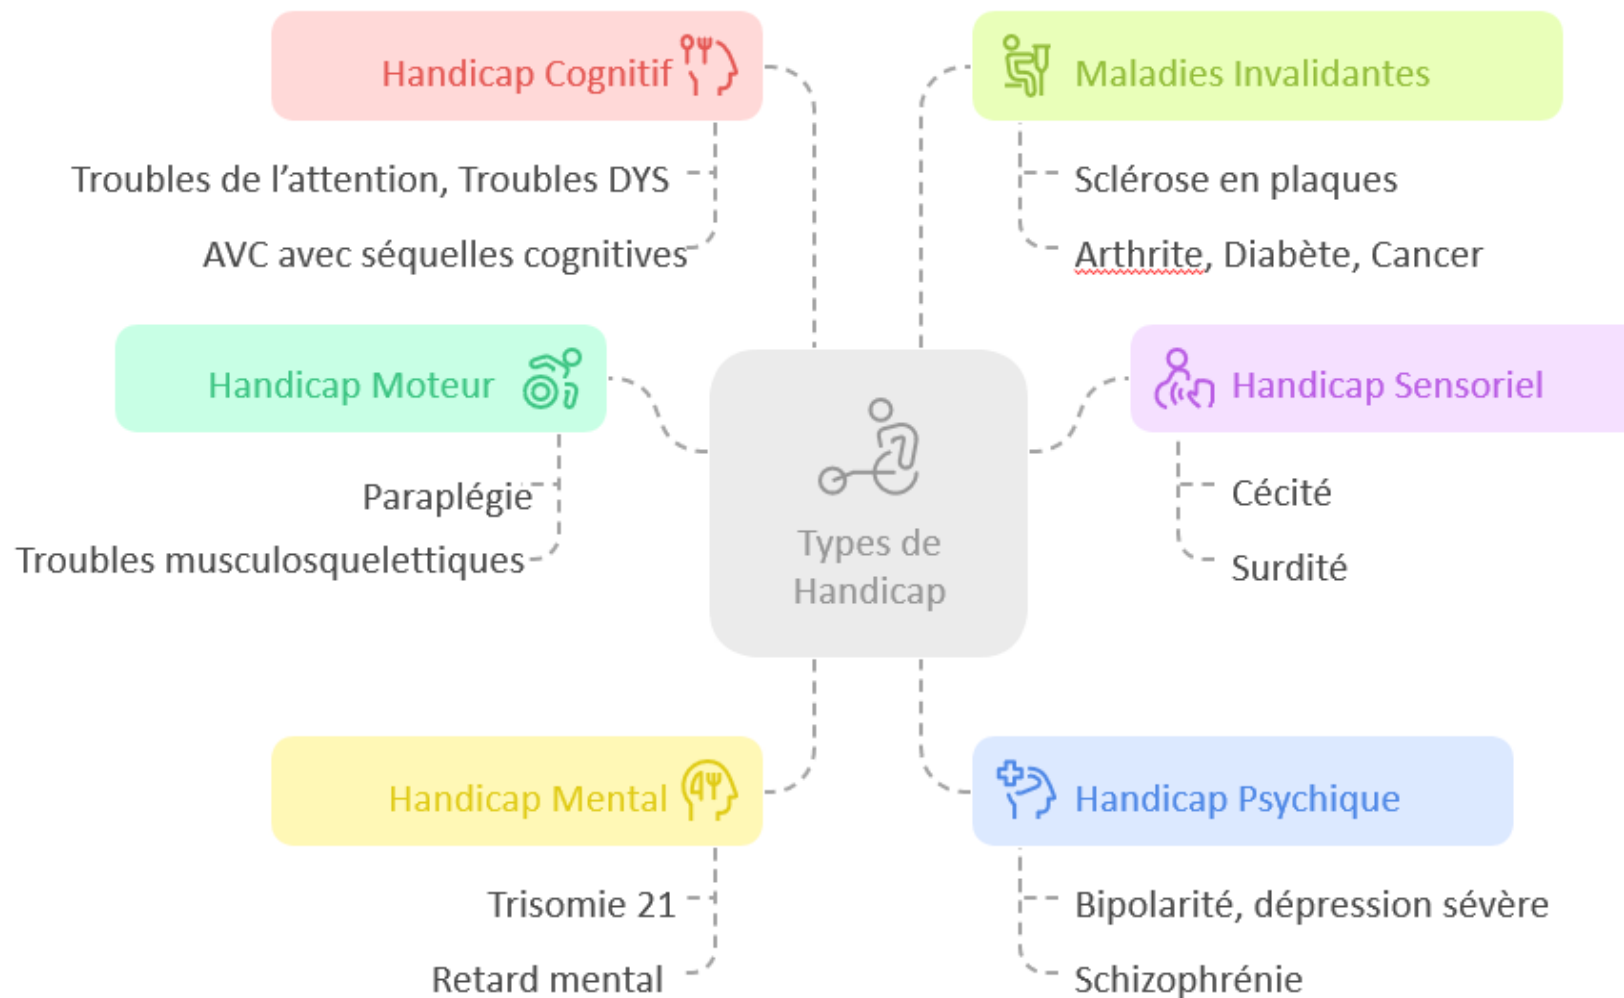 Handicap Cognitif
Troubles de l’attention, Troubles DYS
AVC avec séquelles cognitives
Maladies Invalidantes
Sclérose en plaques
Arthrite, Diabète, Cancer
Handicap Moteur
Paraplégie
Troubles musculosquelettiques
Types de
Handicap
Handicap Sensoriel
Cécité
Surdité
Handicap Mental
Trisomie 21
Retard mental
Handicap Psychique
Bipolarité, dépression sévère
Schizophrénie